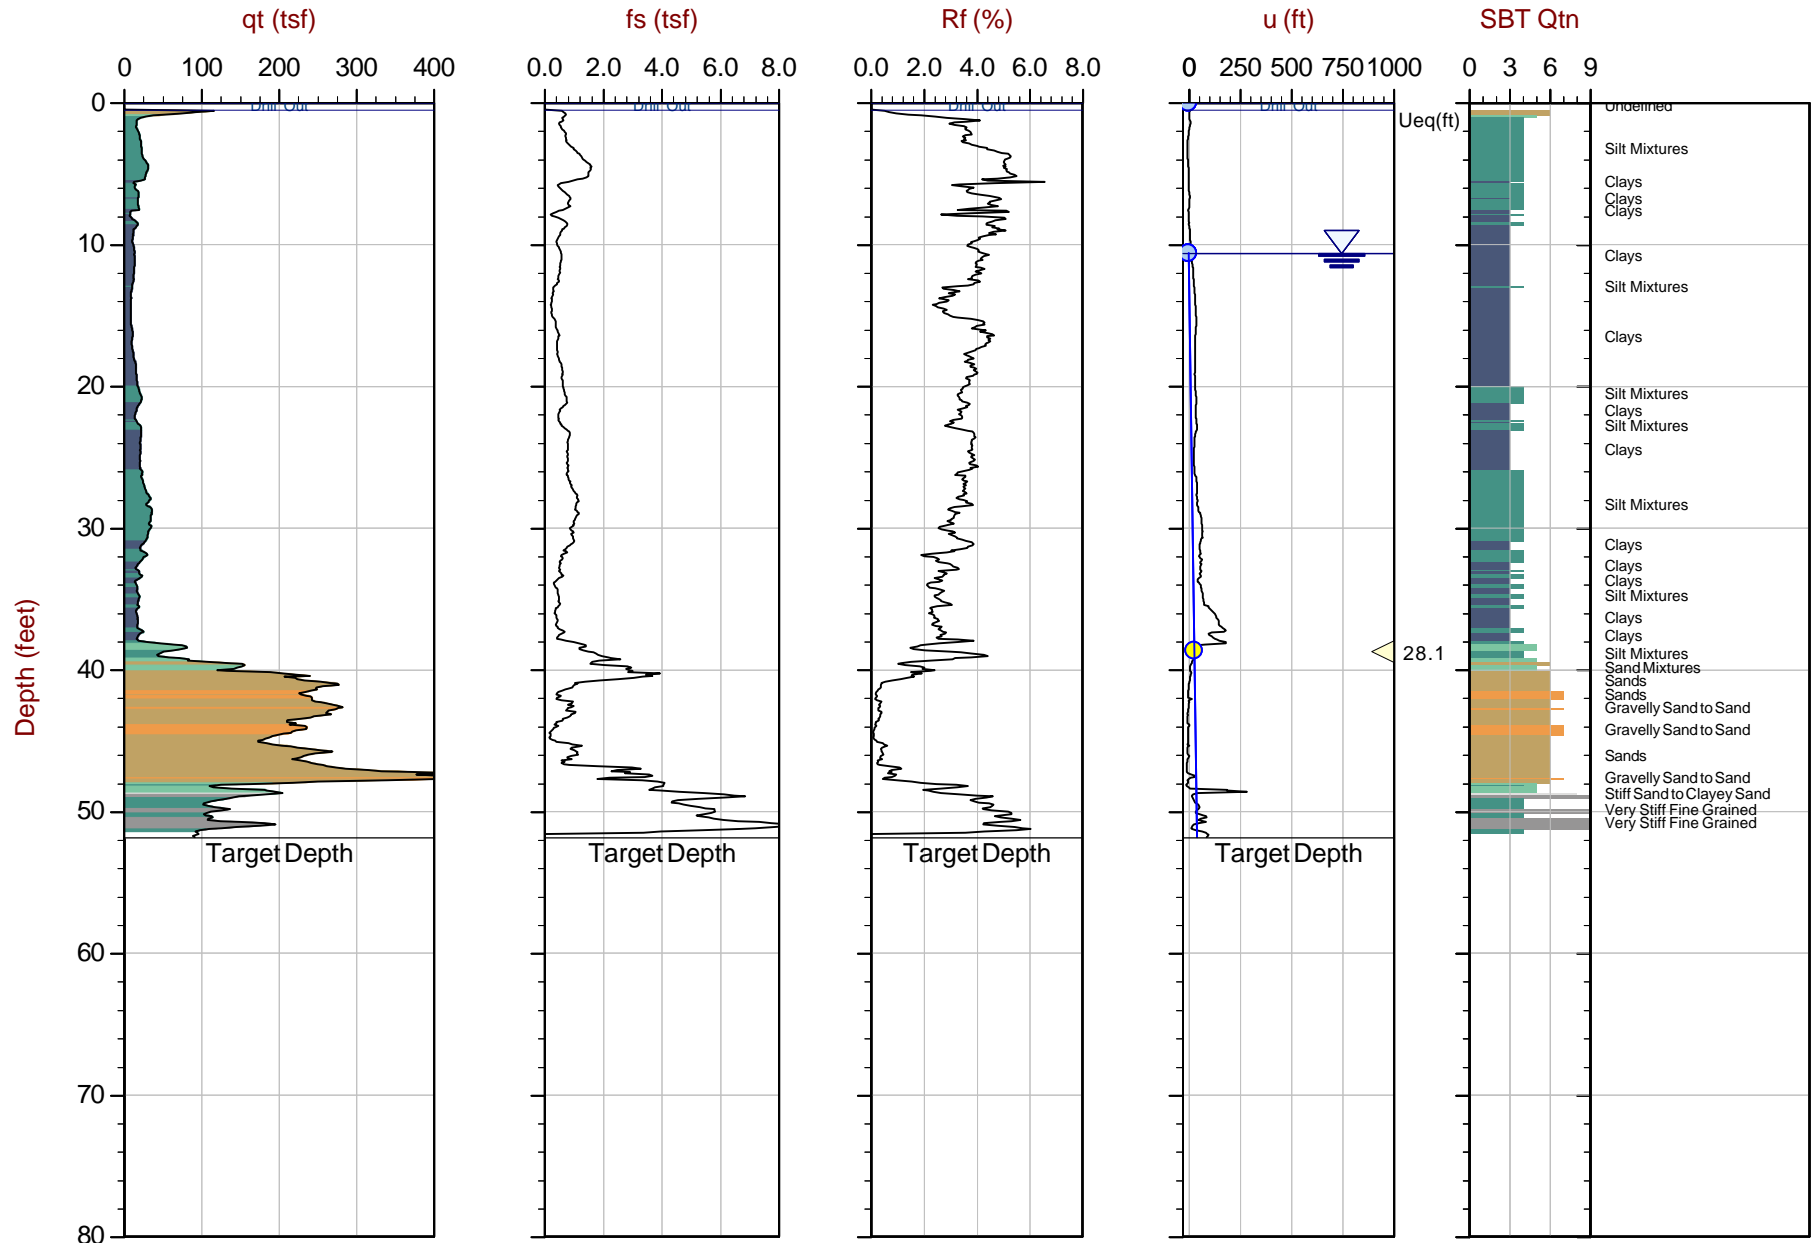 qt (tsf) fs (tsf) Rf (%) u (ft) SBT Qtn
0 100 200 300 400 0.0 2.0 4.0 6.0 8.0 0.0 2.0 4.0 6.0 8.0 0 250 500 750 1000 0 3 6 9
0 Drill Out Drill Out Drill Out Undefined
Ueq(ft)
Silt Mixtures
Clays
Clays
Clays
10
Clays
Silt Mixtures
Clays
20
Silt Mixtures
Clays
Silt Mixtures
Clays
Silt Mixtures
30
Clays
Clays
Clays
Silt Mixtures
Clays
Clays
28.1 Silt Mixtures
40 Sand Mixtures
Sands
Sands
Gravelly Sand to Sand
Gravelly Sand to Sand
Sands
Gravelly Sand to Sand
Stiff Sand to Clayey Sand
50 Very Stiff Fine Grained
Very Stiff Fine Grained
Target Depth Target Depth Target Depth Target Depth
60
70
80
Depth (feet)